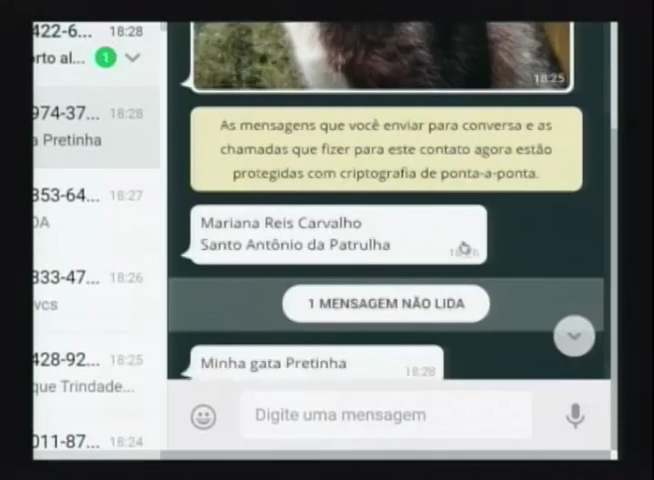 422-6... 18:28
orto al... 1
974-37... 18:28
a Pretinha
353-64... 18:27
OA
333-47... 18:26
vcs
428-92... 18:25
que Trindade...
011-87... 18:24
18:25
As mensagens que você enviar para conversa e as
chamadas que fizer para este contato agora estão
protegidas com criptografia de ponta-a-ponta.
Mariana Reis Carvalho
Santo Antônio da Patrulha
1 MENSAGEM NÃO LIDA
Minha gata Pretinha
18:28
Digite uma mensagem